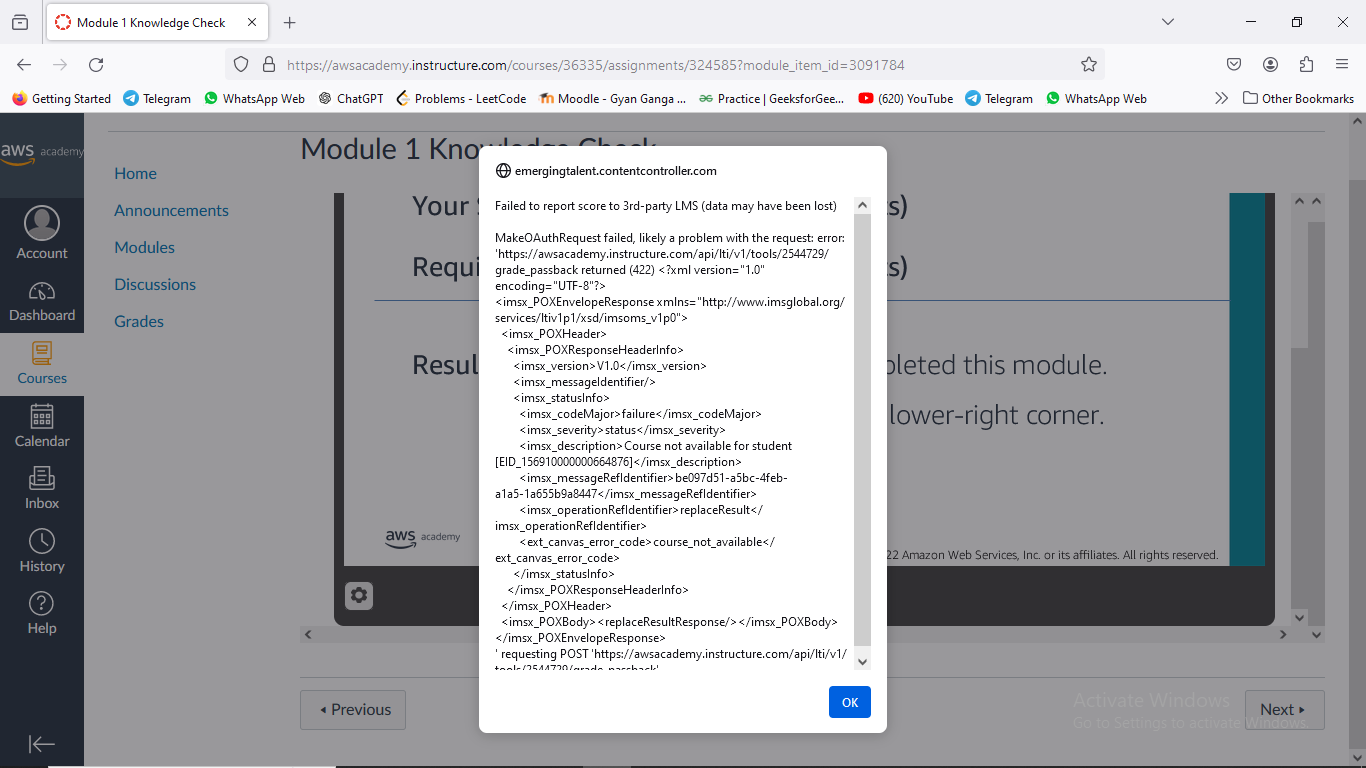 Module 1 Knowledge Check
https://awsacademy.instructure.com/courses/36335/assignments/324585?module_item_id=3091784
Getting Started
Telegram
WhatsApp Web
ChatGPT
Problems - LeetCode
Moodle - Gyan Ganga ...
Practice | GeeksforGee...
(620) YouTube
Telegram
WhatsApp Web
Other Bookmarks
aws academy
Account
Dashboard
Courses
Calendar
Inbox
History
Help
Home
Announcements
Modules
Discussions
Grades
Module 1 Knowledge Check
Your s)
Requi s)
Resul pleted this module.
lower-right corner.
aws academy
22 Amazon Web Services, Inc. or its affiliates. All rights reserved.
emergingtalent.contentcontroller.com
Failed to report score to 3rd-party LMS (data may have been lost)
MakeOAuthRequest failed, likely a problem with the request: error:
'https://awsacademy.instructure.com/api/lti/v1/tools/2544729/
grade_passback returned (422) <?xml version="1.0"
encoding="UTF-8"?>
<imsx_POXEnvelopeResponse xmlns="http://www.imsglobal.org/
services/ltiv1p1/xsd/imsoms_v1p0">
<imsx_POXHeader>
<imsx_POXResponseHeaderInfo>
<imsx_version>V1.0</imsx_version>
<imsx_messageIdentifier/>
<imsx_statusInfo>
<imsx_codeMajor>failure</imsx_codeMajor>
<imsx_severity>status</imsx_severity>
<imsx_description>Course not available for student
[EID_156910000000664876]</imsx_description>
<imsx_messageRefIdentifier>be097d51-a5bc-4feb-
a1a5-1a655b9a8447</imsx_messageRefIdentifier>
<imsx_operationRefIdentifier>replaceResult</
imsx_operationRefIdentifier>
<ext_canvas_error_code>course_not_available</
ext_canvas_error_code>
</imsx_statusInfo>
</imsx_POXResponseHeaderInfo>
</imsx_POXHeader>
<imsx_POXBody><replaceResultResponse/></imsx_POXBody>
</imsx_POXEnvelopeResponse>
' requesting POST 'https://awsacademy.instructure.com/api/lti/v1/
tools/2544729/grade_passback'
OK
Previous
Next
Activate Windows
Go to Settings to activate Windows.